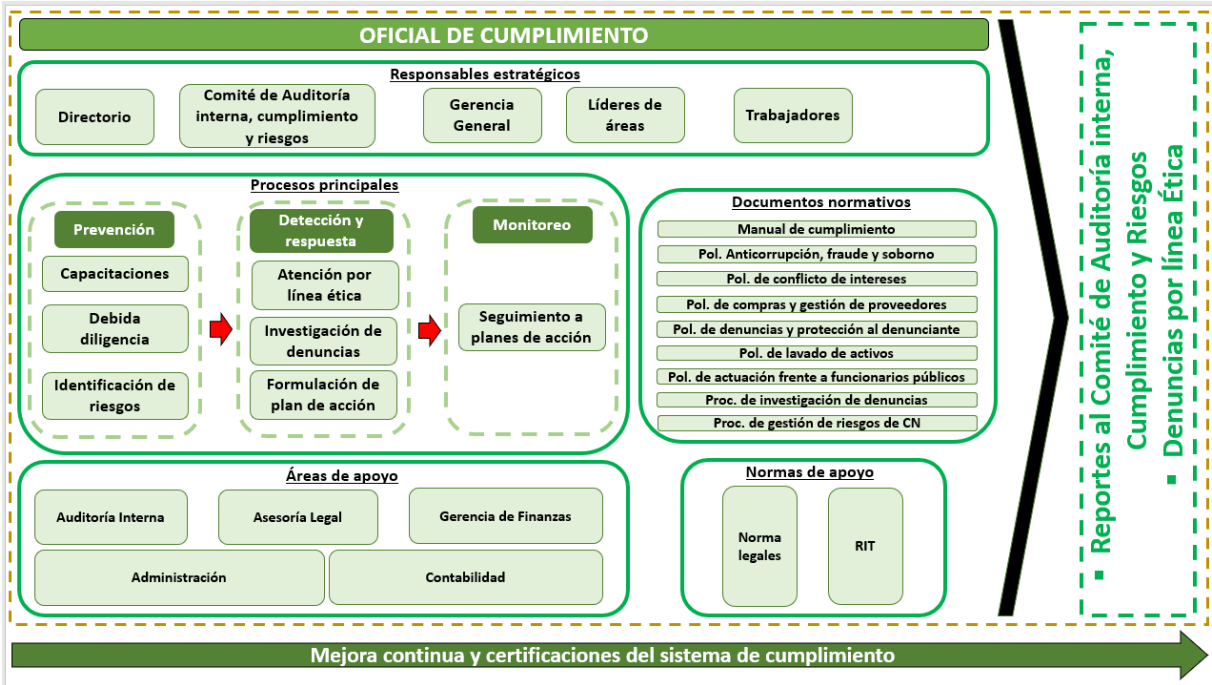 OFICIAL DE CUMPLIMIENTO
Responsables estratégicos
Directorio
Comité de Auditoría
interna, cumplimiento
y riesgos
Gerencia
General
Líderes de
áreas
Trabajadores
Procesos principales
Prevención
Capacitaciones
Debida
diligencia
Identificación de
riesgos
Detección y
respuesta
Atención por
línea ética
Investigación de
denuncias
Formulación de
plan de acción
Monitoreo
Seguimiento a
planes de acción
Documentos normativos
Manual de cumplimiento
Pol. Anticorrupción, fraude y soborno
Pol. de conflicto de intereses
Pol. de compras y gestión de proveedores
Pol. de denuncias y protección al denunciante
Pol. de lavado de activos
Pol. de actuación frente a funcionarios públicos
Proc. de investigación de denuncias
Proc. de gestión de riesgos de CN
Áreas de apoyo
Auditoría Interna
Asesoría Legal
Gerencia de Finanzas
Administración
Contabilidad
Normas de apoyo
Norma
legales
RIT
▪ Reportes al Comité de Auditoría interna,
Cumplimiento y Riesgos
▪ Denuncias por línea Ética
Mejora continua y certificaciones del sistema de cumplimiento